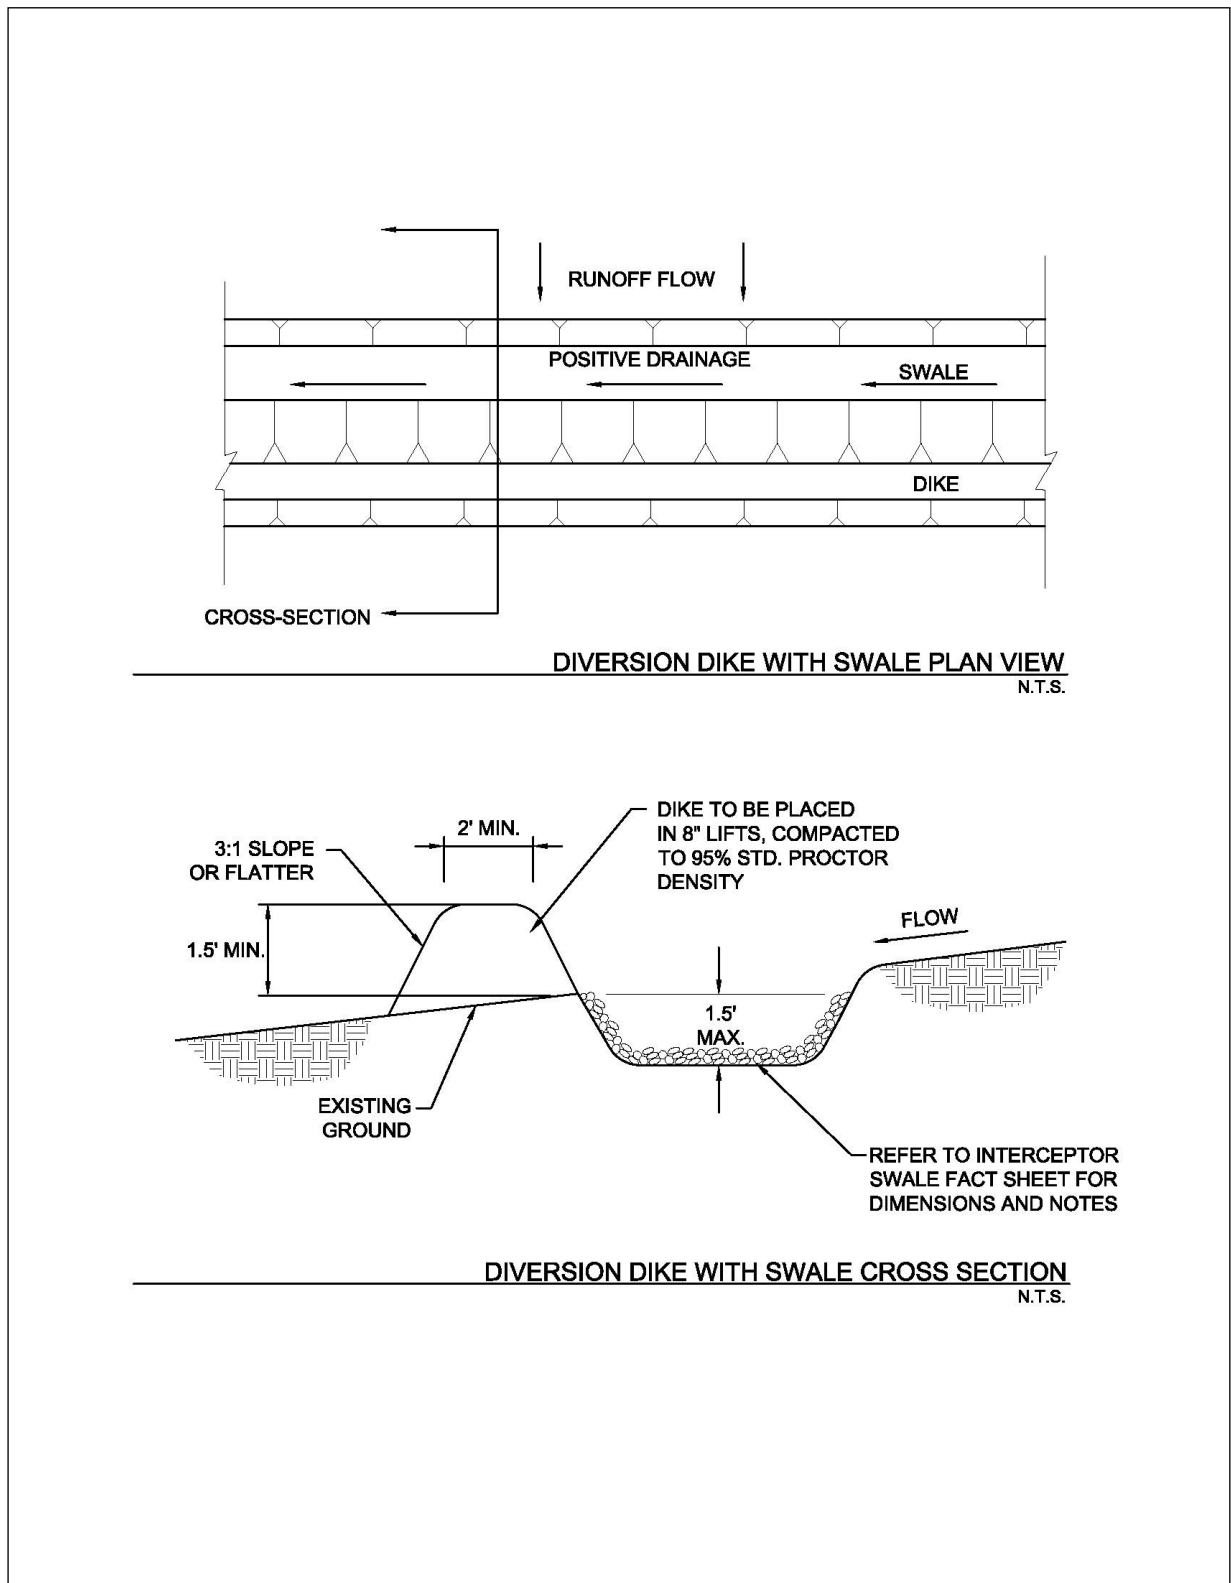 RUNOFF FLOW
POSITIVE DRAINAGE
SWALE
DIKE
CROSS-SECTION
DIVERSION DIKE WITH SWALE PLAN VIEW
N.T.S.
2' MIN.
DIKE TO BE PLACED
IN 8" LIFTS, COMPACTED
TO 95% STD. PROCTOR
DENSITY
3:1 SLOPE
OR FLATTER
FLOW
1.5' MIN.
1.5'
MAX.
EXISTING
GROUND
REFER TO INTERCEPTOR
SWALE FACT SHEET FOR
DIMENSIONS AND NOTES
DIVERSION DIKE WITH SWALE CROSS SECTION
N.T.S.